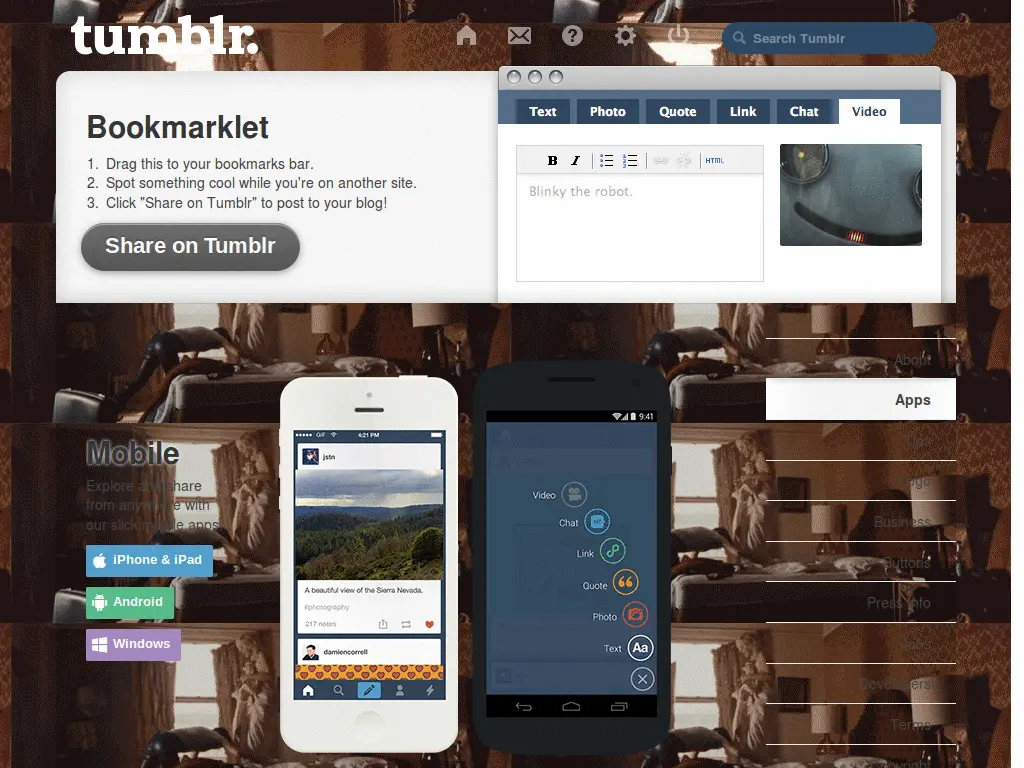 tumblr.
Search Tumblr
Bookmarklet
1. Drag this to your bookmarks bar.
2. Spot something cool while you're on another site.
3. Click "Share on Tumblr" to post to your blog!
Share on Tumblr
Text Photo Quote Link Chat Video
B I HTML
Blinky the robot.
About
Apps
Logo
Business
Buttons
Press Info
Developers
Terms
Copyright
Mobile
Explore and share
from anywhere with
our slick mobile apps
iPhone & iPad
Android
Windows
GIF 4:21 PM
jstn
A beautiful view of the Sierra Nevada.
#photography
217 notes
damiencorrell
9:41
Video
Chat
Link
Quote
Photo
Text Aa